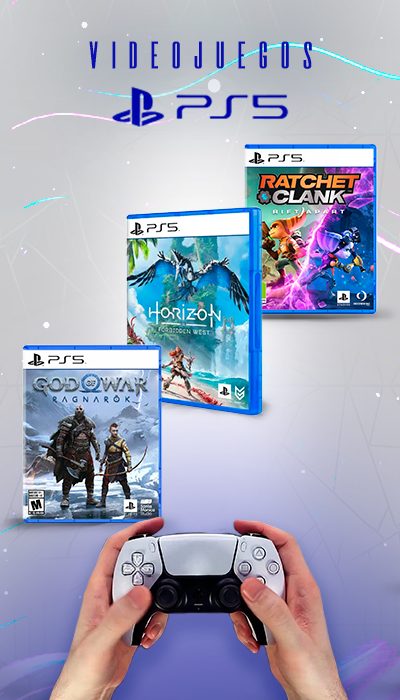 VIDEOJUEGOS
PS5
PS5
RATCHET
CLANK
RIFT APART
PS5
HORIZON
FORBIDDEN WEST
PS5
GOD OF WAR
RAGNARÖK
M